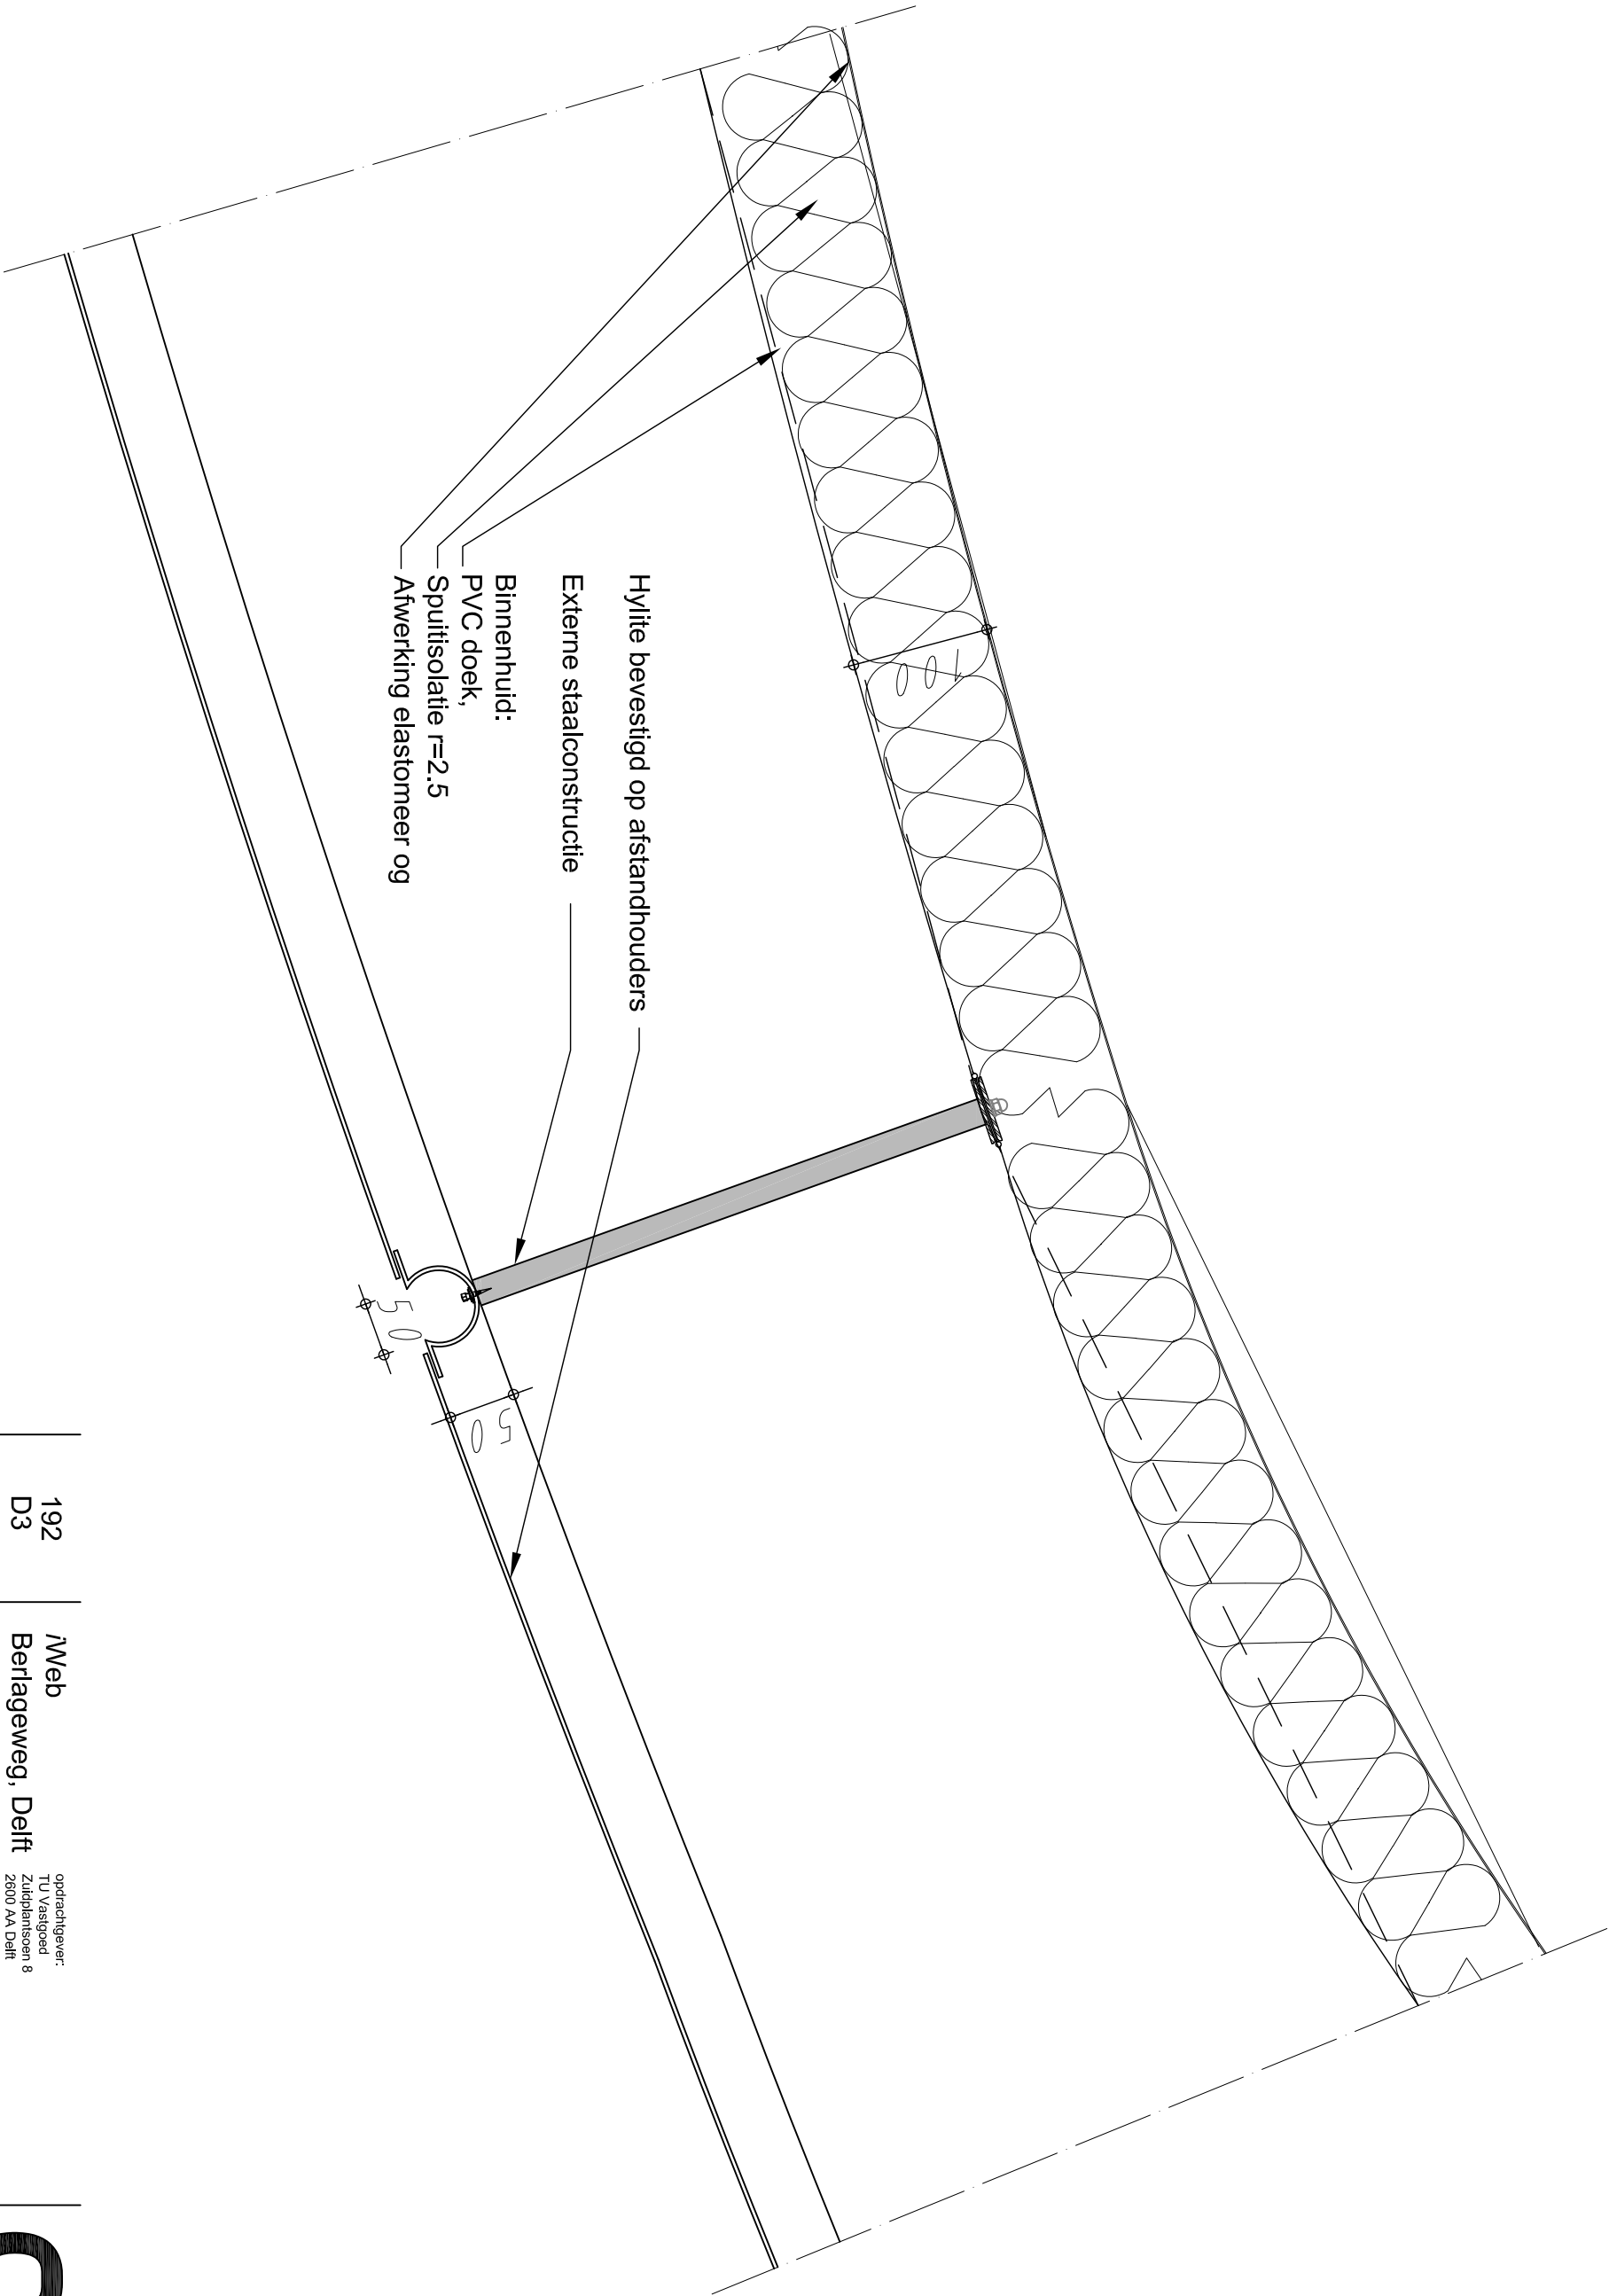 Hylite bevestigd op afstandhouders
Externe staalconstructie
Binnenhuid:
PVC doek,
Spuitisolatie r=2.5
Afwerking elastomeer og
100
50
50
192
D3
iWeb
Berlageweg, Delft
opdrachtgever:
TU Vastgoed
Zuidplantsoen 8
2600 AA Delft